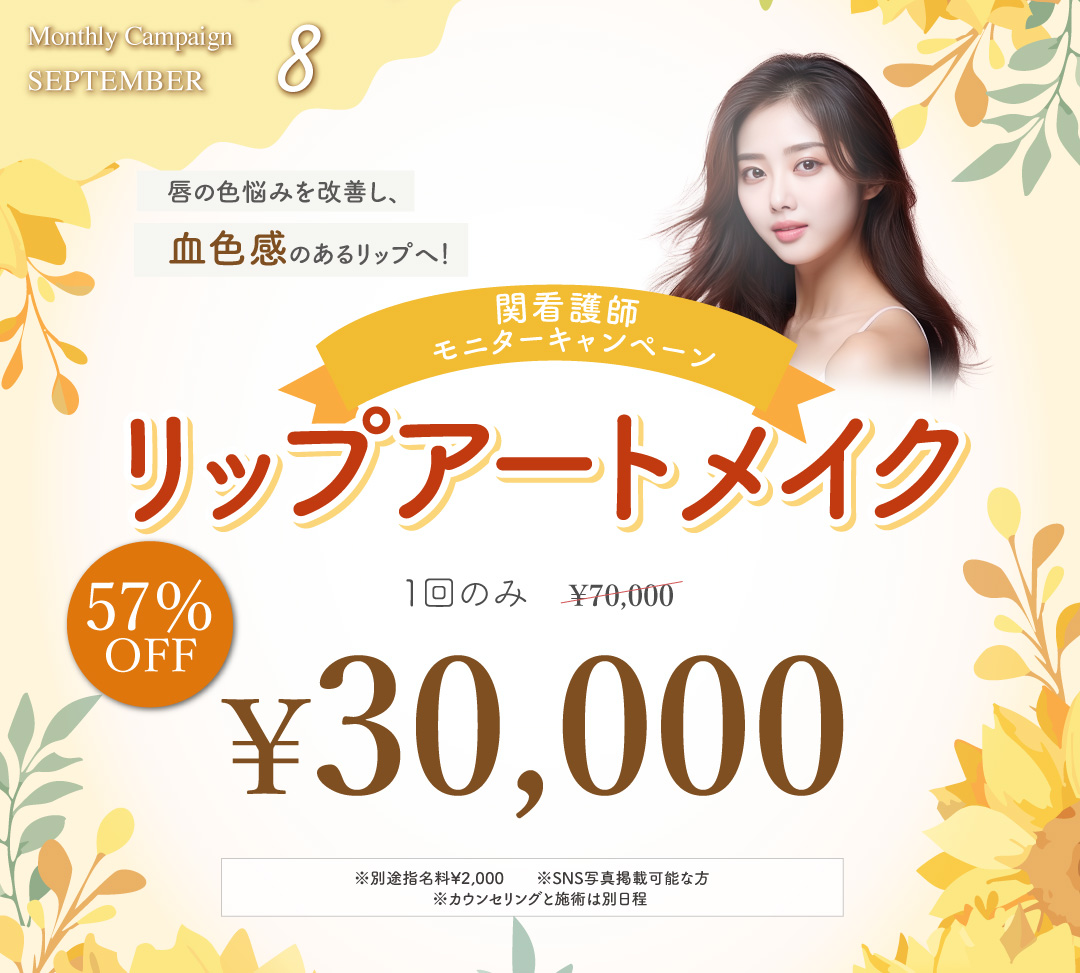 Monthly Campaign
SEPTEMBER 8
唇の色悩みを改善し、
血色感のあるリップへ!
関看護師
モニターキャンペーン
リップアートメイク
57%
OFF
1回のみ ¥70,000
¥30,000
※別途指名料¥2,000 ※SNS写真掲載可能な方
※カウンセリングと施術は別日程